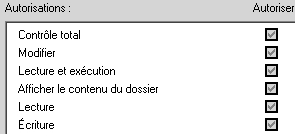 Autorisations : Autoriser
Contrôle total
Modifier
Lecture et exécution
Afficher le contenu du dossier
Lecture
Écriture